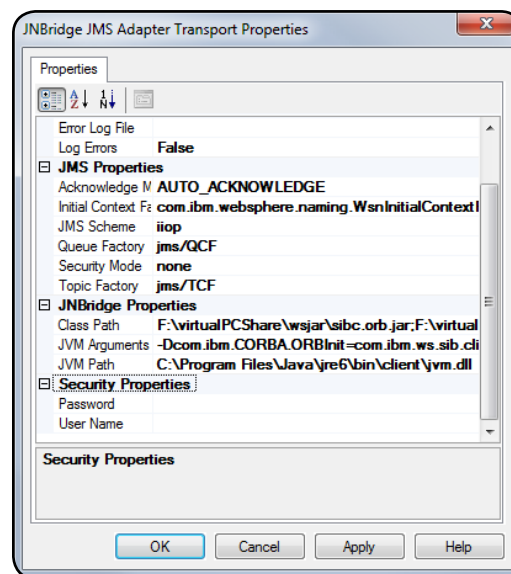 JNBridge JMS Adapter Transport Properties
Properties
Error Log File
Log Errors False
JMS Properties
Acknowledge M AUTO_ACKNOWLEDGE
Initial Context Fa com.ibm.websphere.naming.WsnInitialContext
JMS Scheme iiop
Queue Factory jms/QCF
Security Mode none
Topic Factory jms/TCF
JNBridge Properties
Class Path F:\virtualPCShare\wsjar\sibc.orb.jar;F:\virtual
JVM Arguments -Dcom.ibm.CORBA.ORBInit=com.ibm.ws.sib.cli
JVM Path C:\Program Files\Java\jre6\bin\client\jvm.dll
Security Properties
Password
User Name
Security Properties
OK Cancel Apply Help